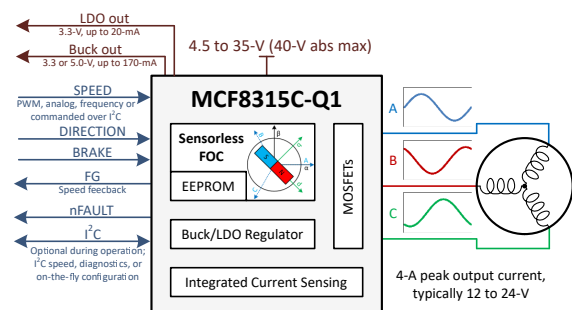 LDO out
3.3-V, up to 20-mA
Buck out
3.3 or 5.0-V, up to 170-mA
4.5 to 35-V (40-V abs max)
SPEED
PWM, analog, frequency or
commanded over I²C
DIRECTION
BRAKE
FG
Speed feecback
nFAULT
I²C
Optional during operation;
I²C speed, diagnostics, or
on-the-fly configuration
MCF8315C-Q1
Sensorless
FOC
EEPROM
MOSFETs
Buck/LDO Regulator
Integrated Current Sensing
A
B
C
4-A peak output current,
typically 12 to 24-V